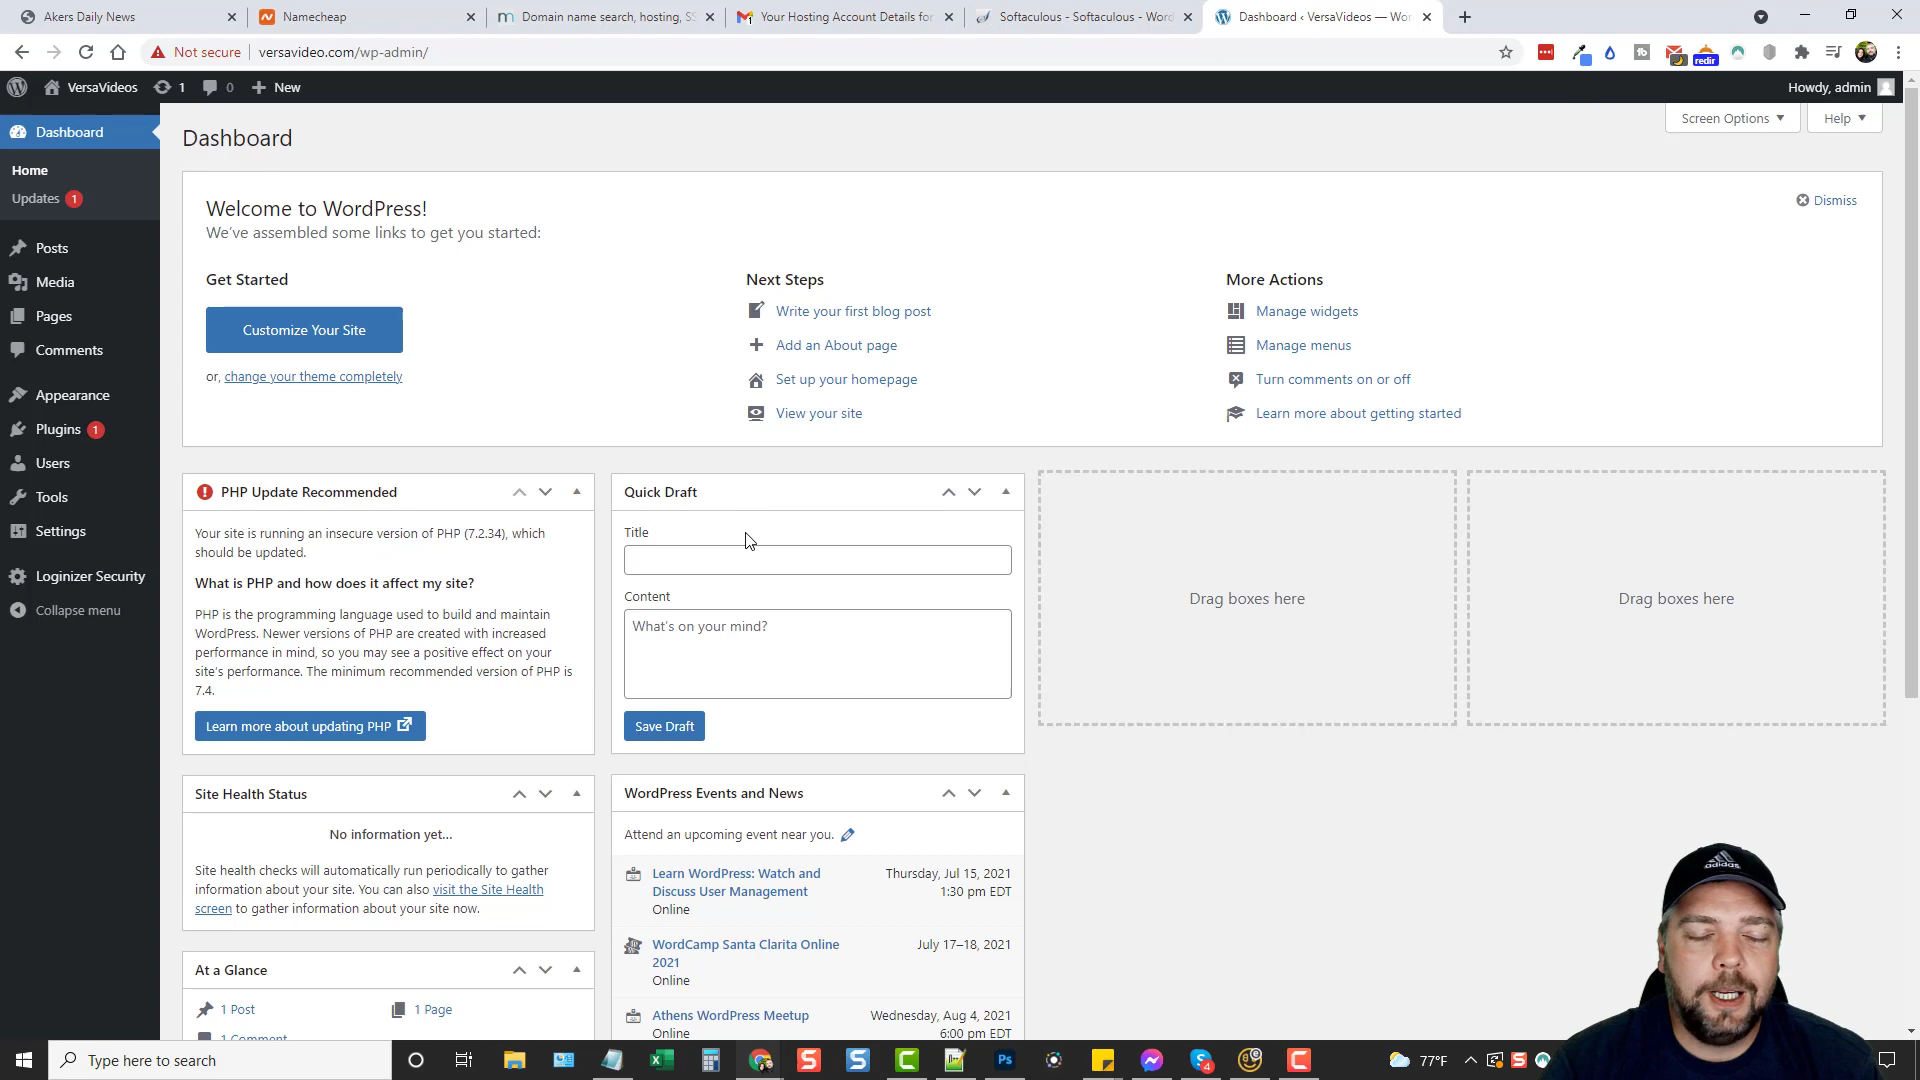 Akers Daily News
Namecheap
Domain name search, hosting, SS
Your Hosting Account Details for
Softaculous - Softaculous - Word
Dashboard ‹ VersaVideos — Wor
Not secure
versavideo.com/wp-admin/
redir
VersaVideos
1
0
New
Howdy, admin
Dashboard
Home
Updates 1
Posts
Media
Pages
Comments
Appearance
Plugins 1
Users
Tools
Settings
Loginizer Security
Collapse menu
Dashboard
Screen Options
Help
Welcome to WordPress!
Dismiss
We've assembled some links to get you started:
Get Started
Customize Your Site
or, change your theme completely
Next Steps
Write your first blog post
Add an About page
Set up your homepage
View your site
More Actions
Manage widgets
Manage menus
Turn comments on or off
Learn more about getting started
PHP Update Recommended
Your site is running an insecure version of PHP (7.2.34), which
should be updated.
What is PHP and how does it affect my site?
PHP is the programming language used to build and maintain
WordPress. Newer versions of PHP are created with increased
performance in mind, so you may see a positive effect on your
site's performance. The minimum recommended version of PHP is
7.4.
Learn more about updating PHP
Site Health Status
No information yet...
Site health checks will automatically run periodically to gather
information about your site. You can also visit the Site Health
screen to gather information about your site now.
At a Glance
1 Post
1 Page
1 Comment
Quick Draft
Title
Content
What's on your mind?
Save Draft
WordPress Events and News
Attend an upcoming event near you.
Learn WordPress: Watch and
Discuss User Management
Online
Thursday, Jul 15, 2021
1:30 pm EDT
WordCamp Santa Clarita Online
2021
Online
July 17–18, 2021
Athens WordPress Meetup
Online
Wednesday, Aug 4, 2021
6:00 pm EDT
Drag boxes here
Drag boxes here
adidas
Type here to search
Ps
4
77°F